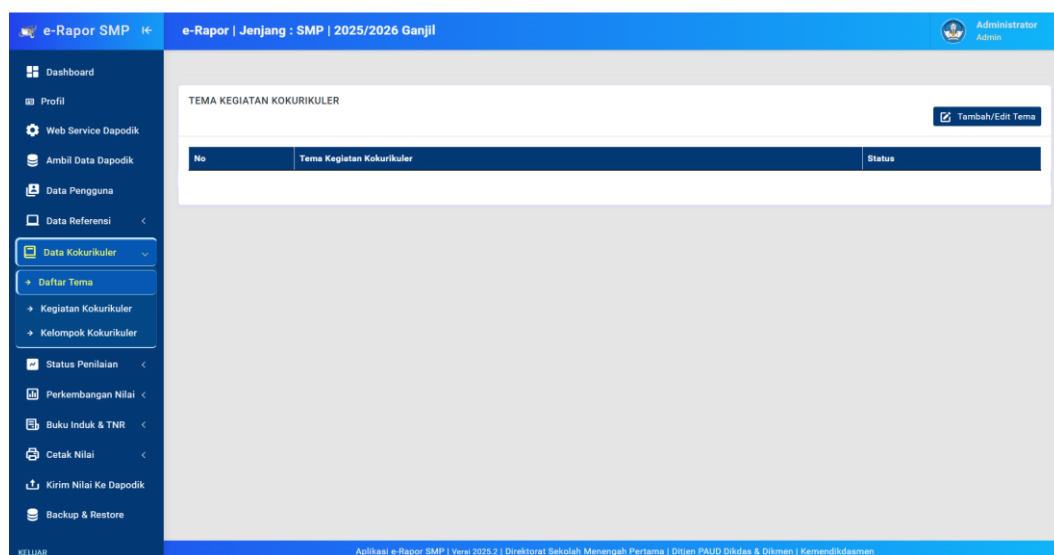 e-Rapor SMP
e-Rapor | Jenjang : SMP | 2025/2026 Ganjil
Administrator
Admin
Dashboard
Profil
Web Service Dapodik
Ambil Data Dapodik
Data Pengguna
Data Referensi
Data Kokurikuler
Daftar Tema
Kegiatan Kokurikuler
Kelompok Kokurikuler
Status Penilaian
Perkembangan Nilai
Buku Induk & TNR
Cetak Nilai
Kirim Nilai Ke Dapodik
Backup & Restore
KELUAR
TEMA KEGIATAN KOKURIKULER
Tambah/Edit Tema
No Tema Kegiatan Kokurikuler Status
Aplikasi e-Rapor SMP | Versi 2025.2 | Direktorat Sekolah Menengah Pertama | Ditjen PAUD Dikdas & Dikmen | Kemendikdasmen